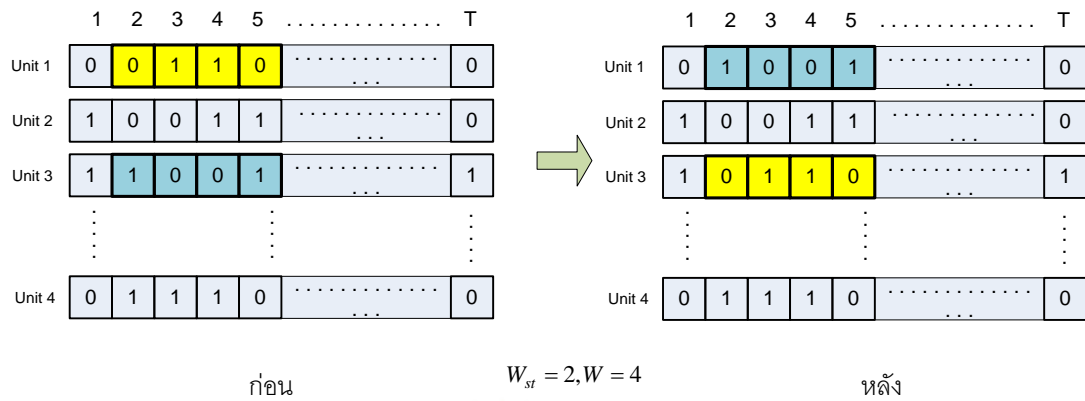 1 2 3 4 5 . . . . . . . . . . . . . . T
Unit 1 0 0 1 1 0 . . . . . . . . . . . . . . . . 0
Unit 2 1 0 0 1 1 . . . . . . . . . . . . . . . . 0
Unit 3 1 1 0 0 1 . . . . . . . . . . . . . . . . 1
Unit 4 0 1 1 1 0 . . . . . . . . . . . . . . . . 0
ก่อน
W_{st} = 2, W = 4
1 2 3 4 5 . . . . . . . . . . . . . . T
Unit 1 0 1 0 0 1 . . . . . . . . . . . . . . . . 0
Unit 2 1 0 0 1 1 . . . . . . . . . . . . . . . . 0
Unit 3 1 0 1 1 0 . . . . . . . . . . . . . . . . 1
Unit 4 0 1 1 1 0 . . . . . . . . . . . . . . . . 0
หลัง